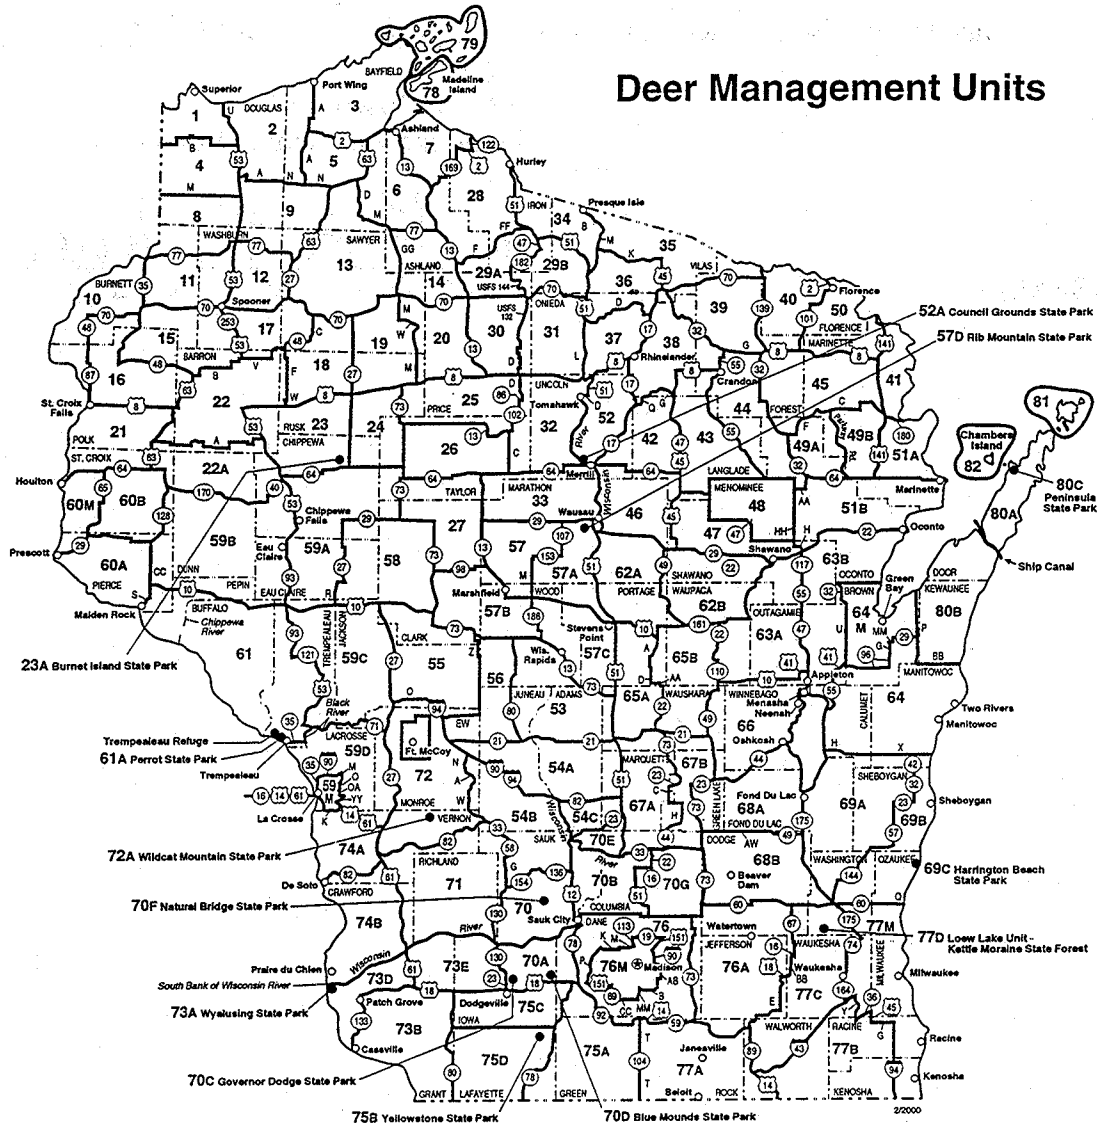 Deer Management Units
79
BAYFIELD
Madeline
Island
78
Superior
Port Wing
DOUGLAS
1
2
3
Ashland
4
5
7
Hurley
6
28
IRON
Presque Isle
8
9
34
35
WASHBURN
SAWYER
13
ASHLAND
14
29A
29B
USFS 144
USFS
132
VILAS
36
ONIEDA
BURNETT
10
11
12
Spooner
39
40
Florence
50
FLORENCE
MARINETTE
52A Council Grounds State Park
57D Rib Mountain State Park
15
17
BARRON
19
20
30
31
37
38
Rhinelander
Crandon
16
18
St. Croix
Falls
22
25
UNCOLN
Tomahawk
PRICE
52
44
45
FOREST
41
81
21
POLK
ST. CROIX
RUSK
CHIPPEWA
23
24
26
32
River
42
43
49A
49B
51A
Chambers
Island
82
22A
Merrill
LANGLADE
MENOMINEE
48
Houlton
60M
60B
TAYLOR
MARATHON
33
Marinette
51B
80C
Peninsula
State Park
80A
Chippewa
Falls
27
Wausau
Wisconsin
46
47
Oconto
Prescott
59B
59A
Eau
Claire
58
57
57A
62A
Shawano
SHAWANO
WAUPACA
63B
OCONTO
BROWN
Green
Bay
DOOR
KEWAUNEE
Ship Canal
60A
PIERCE
DUNN
PEPIN
EAU CLAIRE
Marshfield
WOOD
PORTAGE
62B
64
M
80B
Maiden Rock
BUFFALO
Chippewa
River
TREMPEALEAU
JACKSON
CLARK
57B
Stevens
Point
OUTAGAMIE
63A
61
59C
55
Wis.
Rapids
57C
65B
23A Burnet Island State Park
MANITOWOC
Appleton
56
JUNEAU
ADAMS
53
65A
WAUSHARA
WINNEBAGO
Menasha
Neenah
66
CALUMET
64
Two Rivers
Manitowoc
Black
River
LACROSSE
59D
Trempealeau Refuge
61A Perrot State Park
Trempealeau
Ft. McCoy
72
Oshkosh
54A
MARQUETTE
67B
SHEBOYGAN
59
M
La Crosse
MONROE
VERNON
54B
Wisconsin
54C
67A
GREEN LAKE
Fond Du Lac
68A
FOND DU LAC
69A
69B
Sheboygan
74A
72A Wildcat Mountain State Park
SAUK
70E
River
DODGE
68B
WASHINGTON
OZAUKEE
RICHLAND
71
De Soto
CRAWFORD
70B
70G
Beaver
Dam
69C Harrington Beach
State Park
70F Natural Bridge State Park
70
COLUMBIA
74B
River
Sauk City
DANE
76
Watertown
JEFFERSON
WAUKESHA
77M
77D Loew Lake Unit -
Kettle Moraine State Forest
Wisconsin
Praire du Chien
73D
73E
70A
76M
Madison
76A
Waukesha
77C
MILWAUKEE
Milwaukee
South Bank of Wisconsin River
73A Wyalusing State Park
Patch Grove
Dodgeville
75C
73B
IOWA
WALWORTH
RACINE
Racine
Cassville
75D
75A
Janesville
77A
77B
Kenosha
70C Governor Dodge State Park
GRANT
LAFAYETTE
GREEN
Beloit
ROCK
KENOSHA
75B Yellowstone State Park
70D Blue Mounds State Park
2/2000